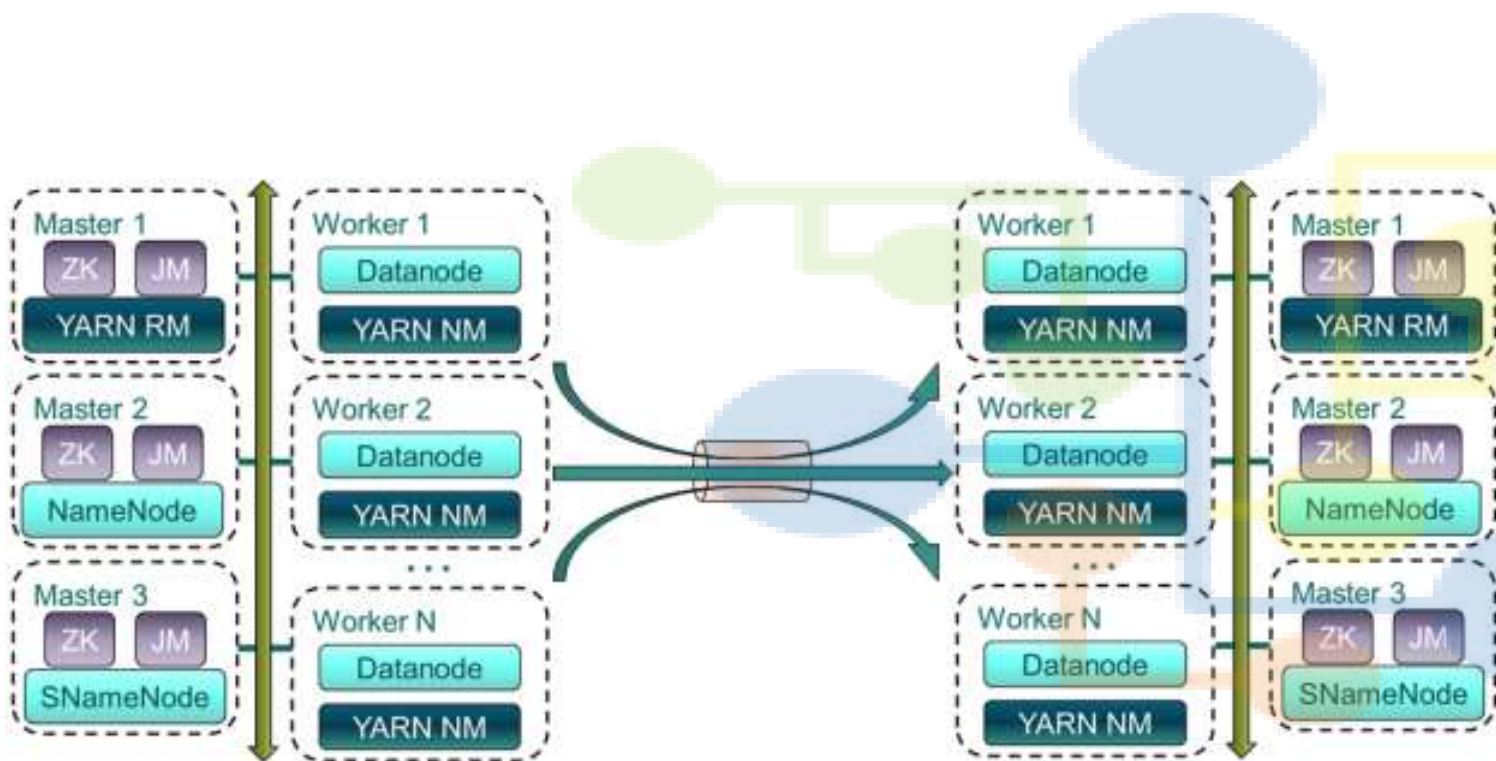 Master 1
ZK JM
YARN RM
Master 2
ZK JM
NameNode
Master 3
ZK JM
SNameNode
Worker 1
Datanode
YARN NM
Worker 2
Datanode
YARN NM
...
Worker N
Datanode
YARN NM
Worker 1
Datanode
YARN NM
Worker 2
Datanode
YARN NM
...
Worker N
Datanode
YARN NM
Master 1
ZK JM
YARN RM
Master 2
ZK JM
NameNode
Master 3
ZK JM
SNameNode